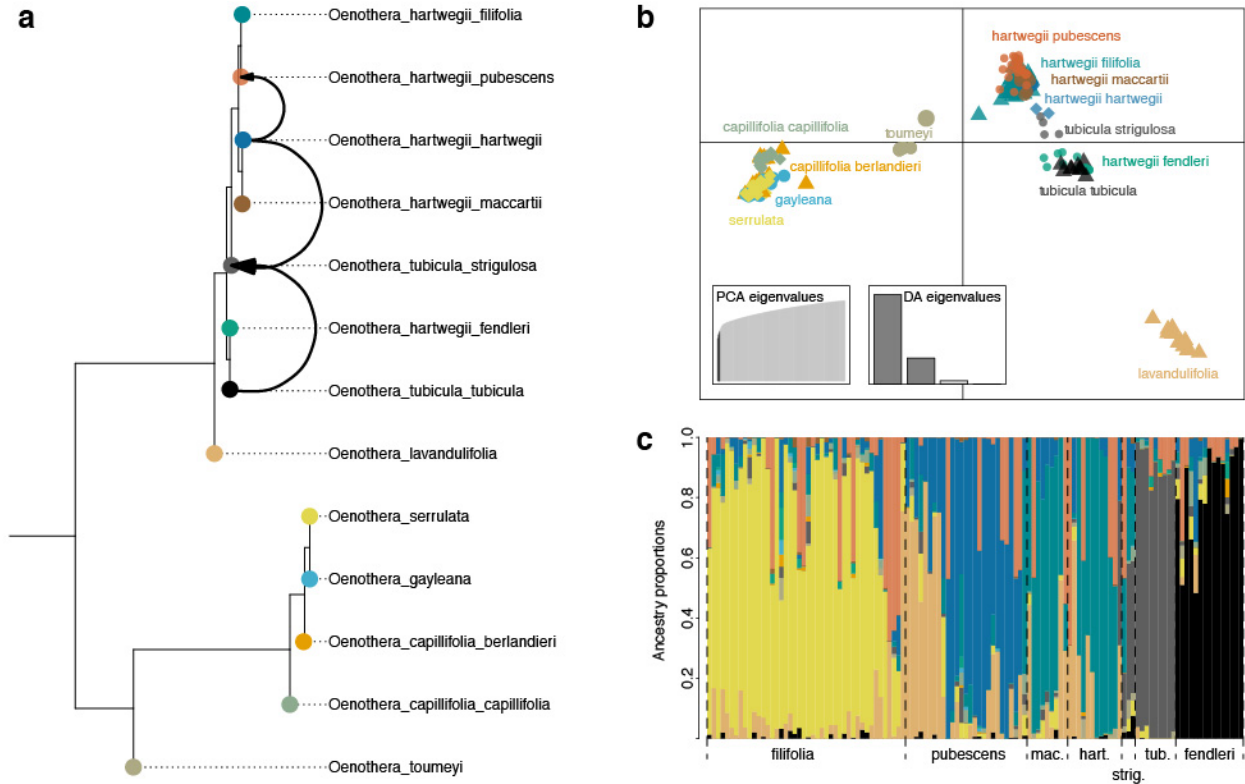 a
Oenothera_hartwegii_filifolia
Oenothera_hartwegii_pubescens
Oenothera_hartwegii_hartwegii
Oenothera_hartwegii_maccartii
Oenothera_tubicula_strigulosa
Oenothera_hartwegii_fendleri
Oenothera_tubicula_tubicula
Oenothera_lavandulifolia
Oenothera_serrulata
Oenothera_gayleana
Oenothera_capillifolia_berlandieri
Oenothera_capillifolia_capillifolia
Oenothera_toumeyi
b
hartwegii pubescens
hartwegii filifolia
hartwegii maccartii
hartwegii hartwegii
capillifolia capillifolia
toumeyi
tubicula strigulosa
capillifolia berlandieri
hartwegii fendleri
gayleana
tubicula tubicula
serrulata
PCA eigenvalues
DA eigenvalues
lavandulifolia
c
Ancestry proportions
1.0
0.8
0.6
0.4
0.2
filifolia
pubescens
mac.
hart.
strig.
tub.
fendleri